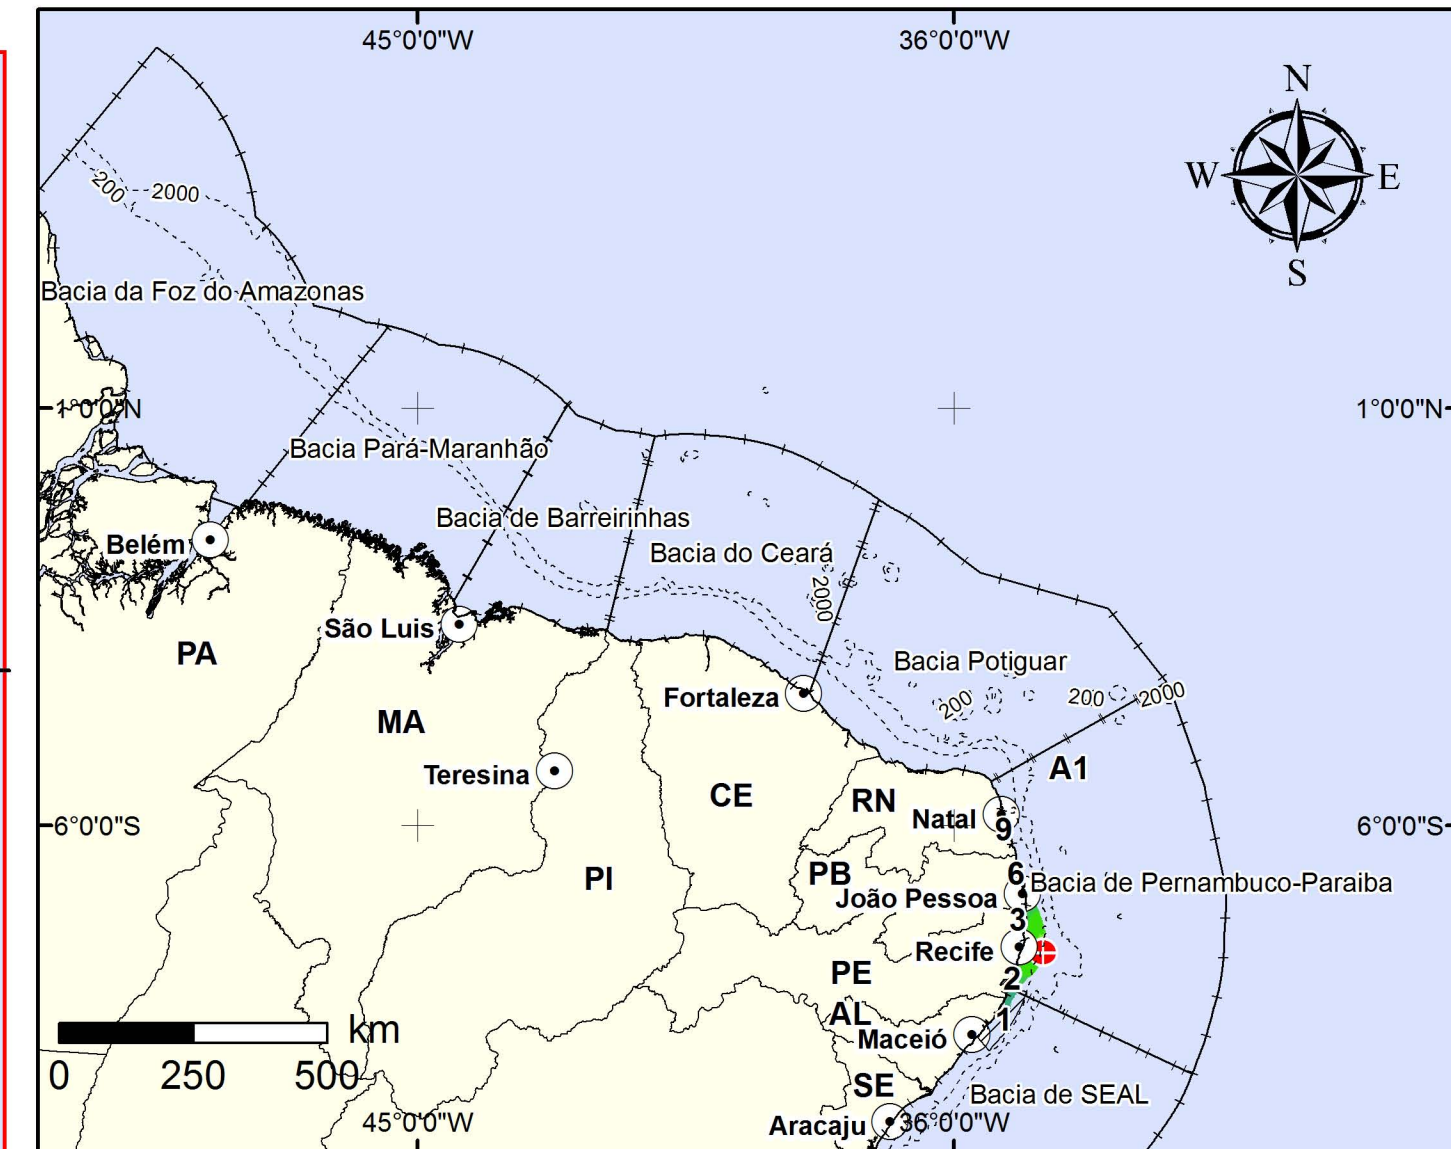 45°0'0"W
36°0'0"W
N
W
E
S
200
2000
Bacia da Foz do Amazonas
1°0'0"N
1°0'0"N
Bacia Pará-Maranhão
Bacia de Barreirinhas
Belém
Bacia do Ceará
2000
São Luis
PA
Bacia Potiguar
Fortaleza
200
200
2000
MA
Teresina
CE
A1
RN
Natal
9
6°0'0"S
6°0'0"S
PI
PB
6
Bacia de Pernambuco-Paraiba
João Pessoa
3
Recife
PE
2
AL
1
Maceió
km
0
250
500
SE
Bacia de SEAL
45°0'0"W
Aracaju
36°0'0"W